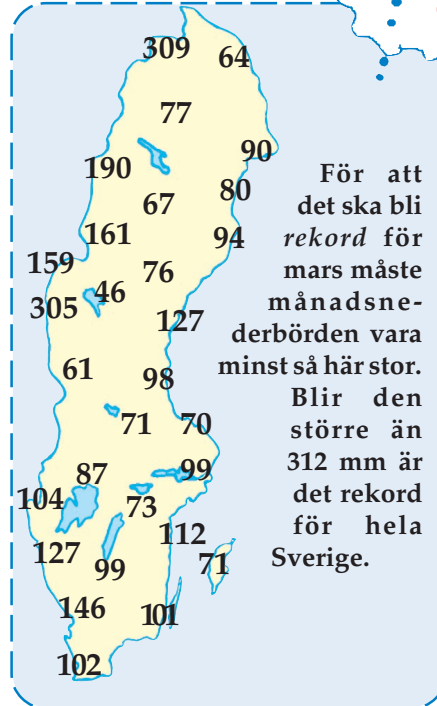 309
64
77
90
190
80
67
161
94
159
76
46
305
127
61
98
71
70
87
99
104
73
112
127
99
71
146
101
102
För att
det ska bli
rekord för
mars måste
månadsne-
derbörden vara
minst så här stor.
Blir den
större än
312 mm är
det rekord
för hela
Sverige.